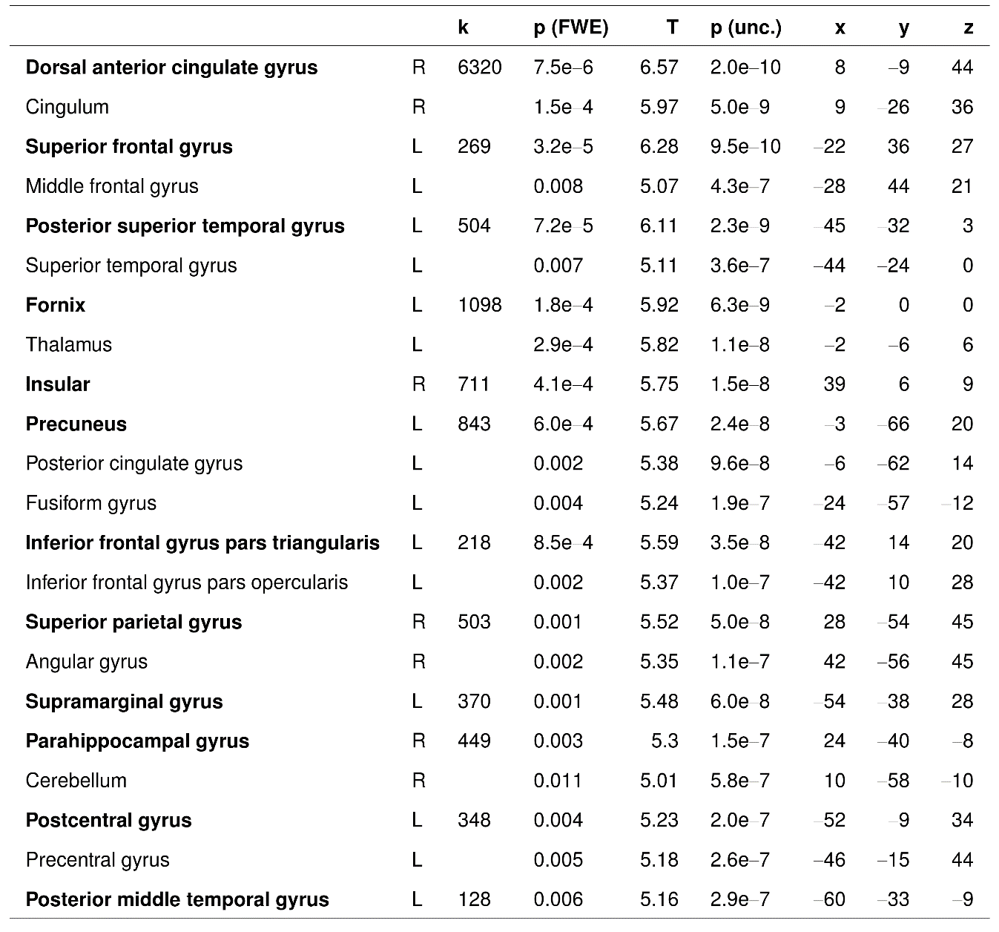 k p (FWE) T p (unc.) x y z
Dorsal anterior cingulate gyrus R 6320 7.5e–6 6.57 2.0e–10 8 –9 44
Cingulum R 1.5e–4 5.97 5.0e–9 9 –26 36
Superior frontal gyrus L 269 3.2e–5 6.28 9.5e–10 –22 36 27
Middle frontal gyrus L 0.008 5.07 4.3e–7 –28 44 21
Posterior superior temporal gyrus L 504 7.2e–5 6.11 2.3e–9 –45 –32 3
Superior temporal gyrus L 0.007 5.11 3.6e–7 –44 –24 0
Fornix L 1098 1.8e–4 5.92 6.3e–9 –2 0 0
Thalamus L 2.9e–4 5.82 1.1e–8 –2 –6 6
Insular R 711 4.1e–4 5.75 1.5e–8 39 6 9
Precuneus L 843 6.0e–4 5.67 2.4e–8 –3 –66 20
Posterior cingulate gyrus L 0.002 5.38 9.6e–8 –6 –62 14
Fusiform gyrus L 0.004 5.24 1.9e–7 –24 –57 –12
Inferior frontal gyrus pars triangularis L 218 8.5e–4 5.59 3.5e–8 –42 14 20
Inferior frontal gyrus pars opercularis L 0.002 5.37 1.0e–7 –42 10 28
Superior parietal gyrus R 503 0.001 5.52 5.0e–8 28 –54 45
Angular gyrus R 0.002 5.35 1.1e–7 42 –56 45
Supramarginal gyrus L 370 0.001 5.48 6.0e–8 –54 –38 28
Parahippocampal gyrus R 449 0.003 5.3 1.5e–7 24 –40 –8
Cerebellum R 0.011 5.01 5.8e–7 10 –58 –10
Postcentral gyrus L 348 0.004 5.23 2.0e–7 –52 –9 34
Precentral gyrus L 0.005 5.18 2.6e–7 –46 –15 44
Posterior middle temporal gyrus L 128 0.006 5.16 2.9e–7 –60 –33 –9